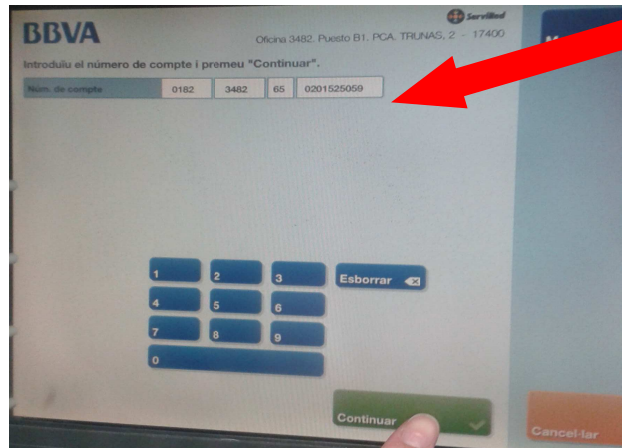 ServiRed
BBVA
Oficina 3482. Puesto B1. PCA. TRUNAS, 2 - 17400
Introduïu el número de compte i premeu "Continuar".
Núm. de compte 0182 3482 65 0201525059
1 2 3 Esborrar
4 5 6
7 8 9
0
Continuar
Cancel·lar